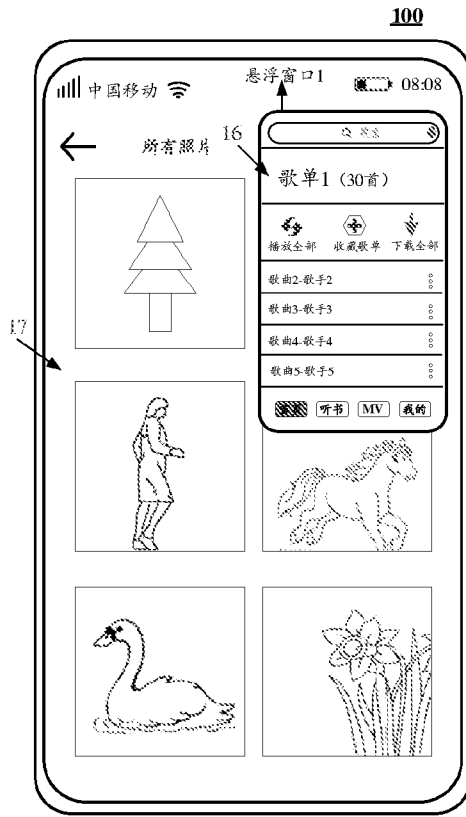 100
悬浮窗口1
中国移动
08:08
所有照片
16
歌单1（30首）
播放全部 收藏歌单 下载全部
歌曲2-歌手2
歌曲3-歌手3
歌曲4-歌手4
歌曲5-歌手5
听书 MV 我的
17